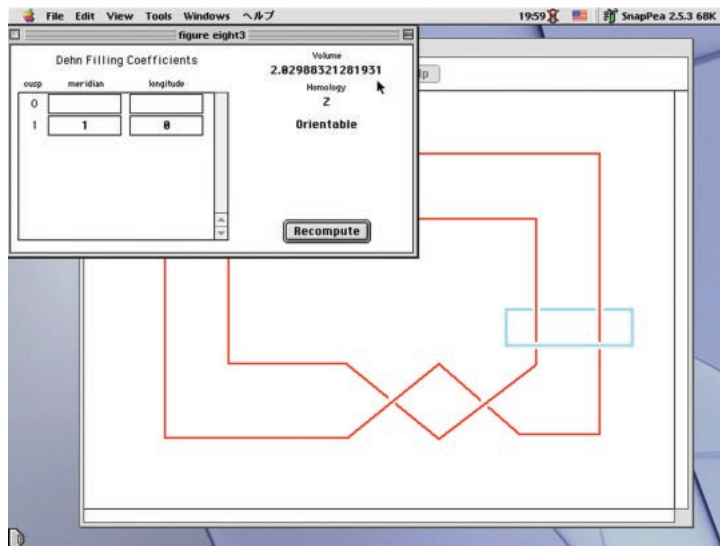 File Edit View Tools Windows ヘルプ 19:59 SnapPea 2.5.3 68K
figure eight3
Dehn Filling Coefficients
cusp meridian longitude
0
1 1 0
Volume
2.02988321281931
Homology
Z
Orientable
Recompute
lp